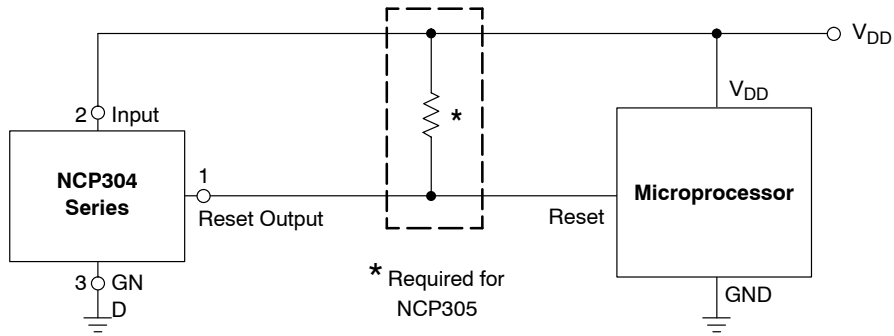 V_DD
V_DD
2 Input
NCP304
Series
1
Reset Output
*
Microprocessor
Reset
3 GN
D
* Required for
NCP305
GND